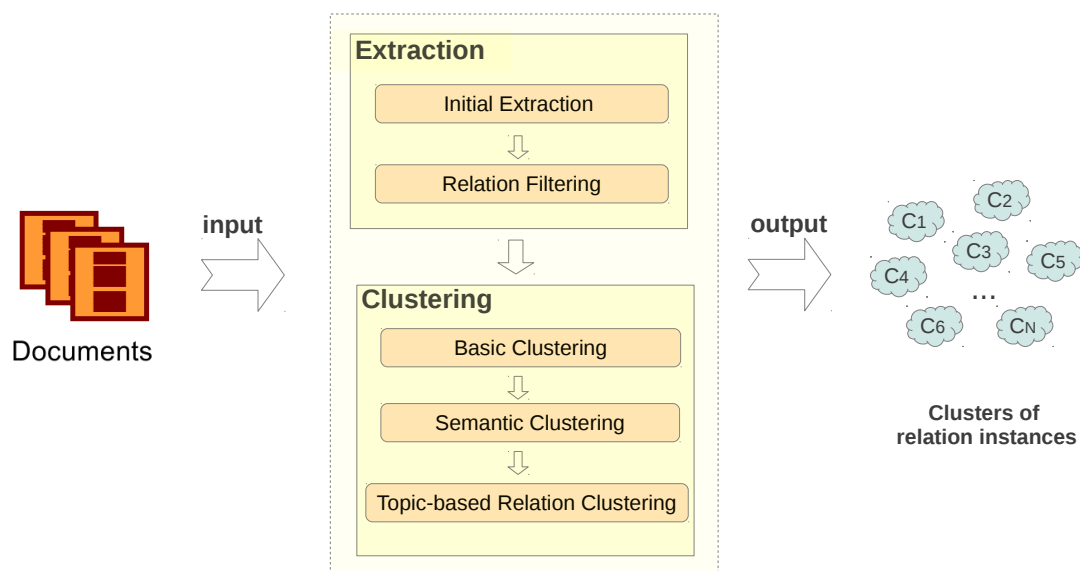 Documents
input
Extraction
Initial Extraction
Relation Filtering
Clustering
Basic Clustering
Semantic Clustering
Topic-based Relation Clustering
output
C1
C2
C3
C4
C5
...
C6
CN
Clusters of
relation instances